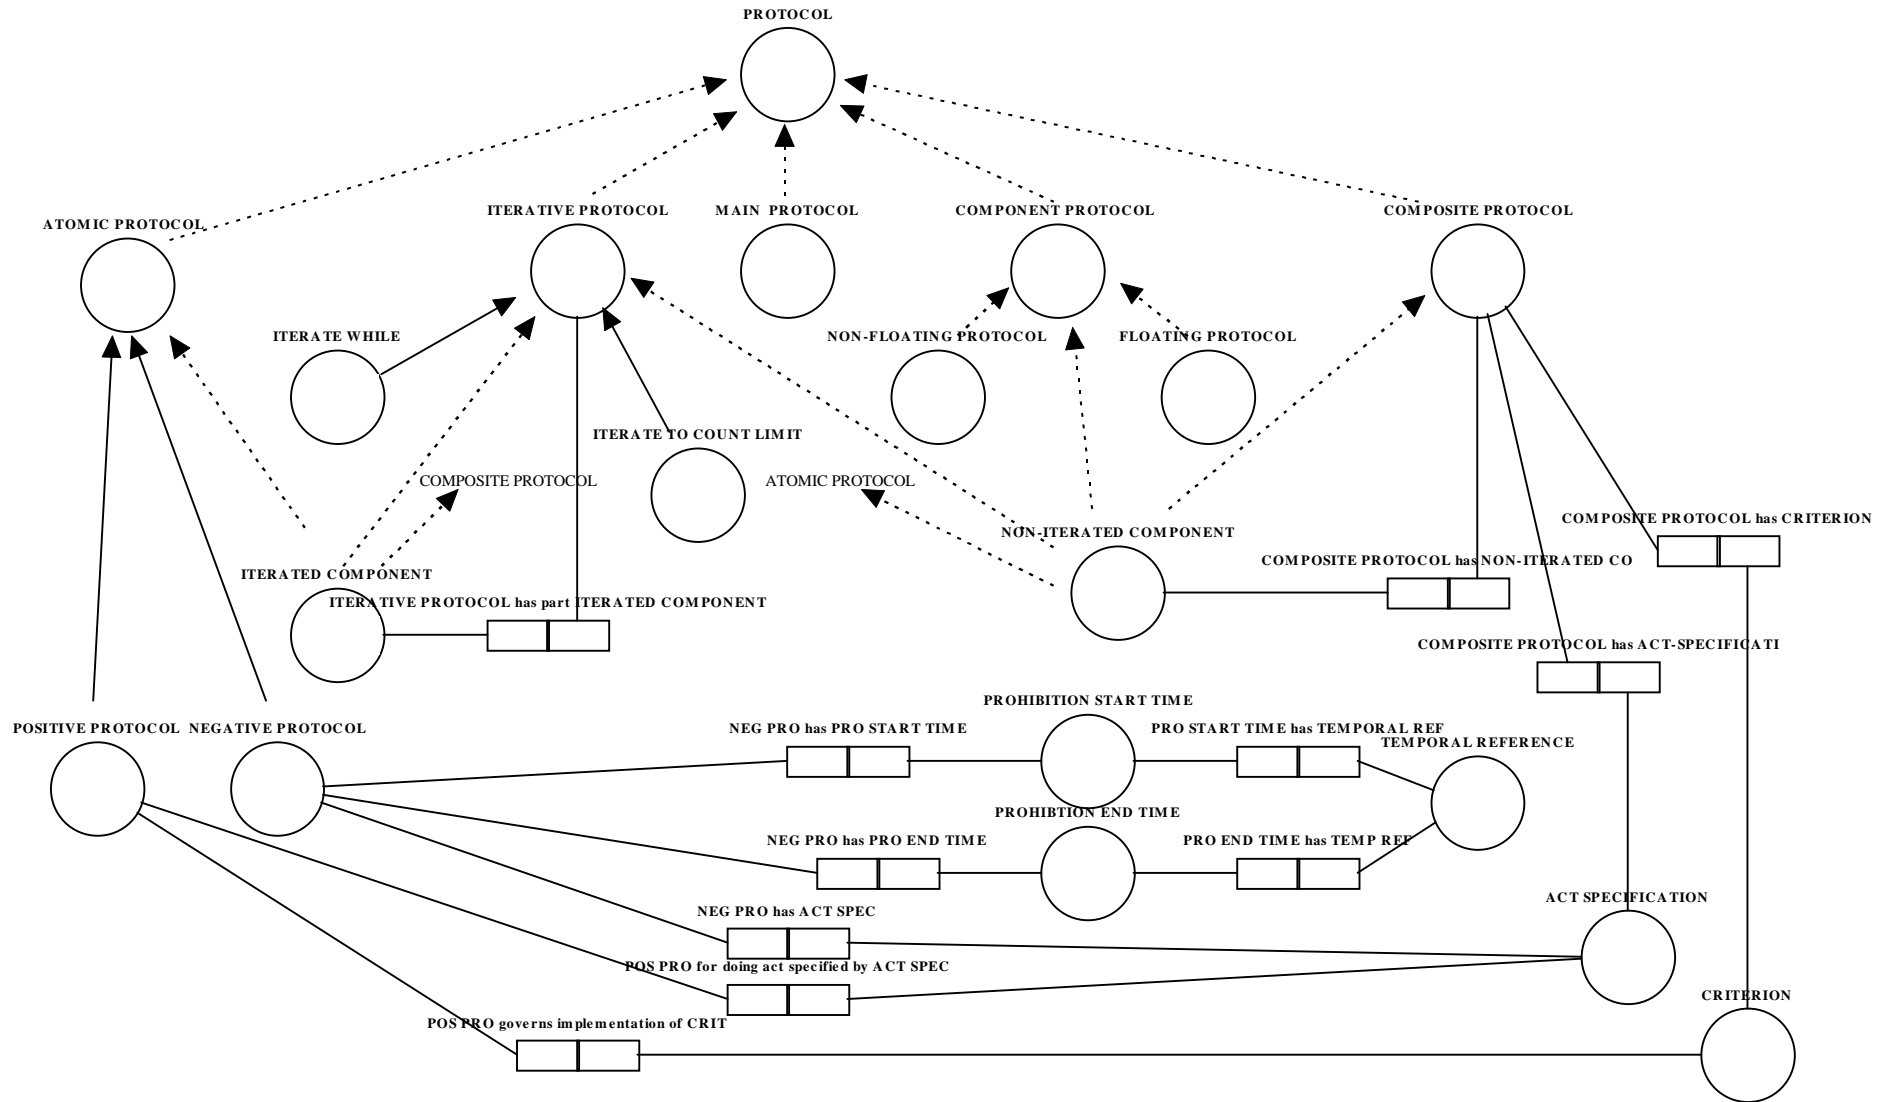 PROTOCOL
ITERATIVE PROTOCOL
MAIN PROTOCOL
COMPONENT PROTOCOL
COMPOSITE PROTOCOL
ATOMIC PROTOCOL
ITERATE WHILE
NON-FLOATING PROTOCOL
FLOATING PROTOCOL
ITERATE TO COUNT LIMIT
COMPOSITE PROTOCOL
ATOMIC PROTOCOL
COMPOSITE PROTOCOL has CRITERION
NON-ITERATED COMPONENT
COMPOSITE PROTOCOL has NON-ITERATED CO
ITERATED COMPONENT
ITERATIVE PROTOCOL has part ITERATED COMPONENT
COMPOSITE PROTOCOL has ACT-SPECIFICATI
PROHIBITION START TIME
POSITIVE PROTOCOL
NEGATIVE PROTOCOL
NEG PRO has PRO START TIME
PRO START TIME has TEMPORAL REF
TEMPORAL REFERENCE
PROHIBTION END TIME
NEG PRO has PRO END TIME
PRO END TIME has TEMP REF
ACT SPECIFICATION
NEG PRO has ACT SPEC
POS PRO for doing act specified by ACT SPEC
CRITERION
POS PRO governs implementation of CRIT